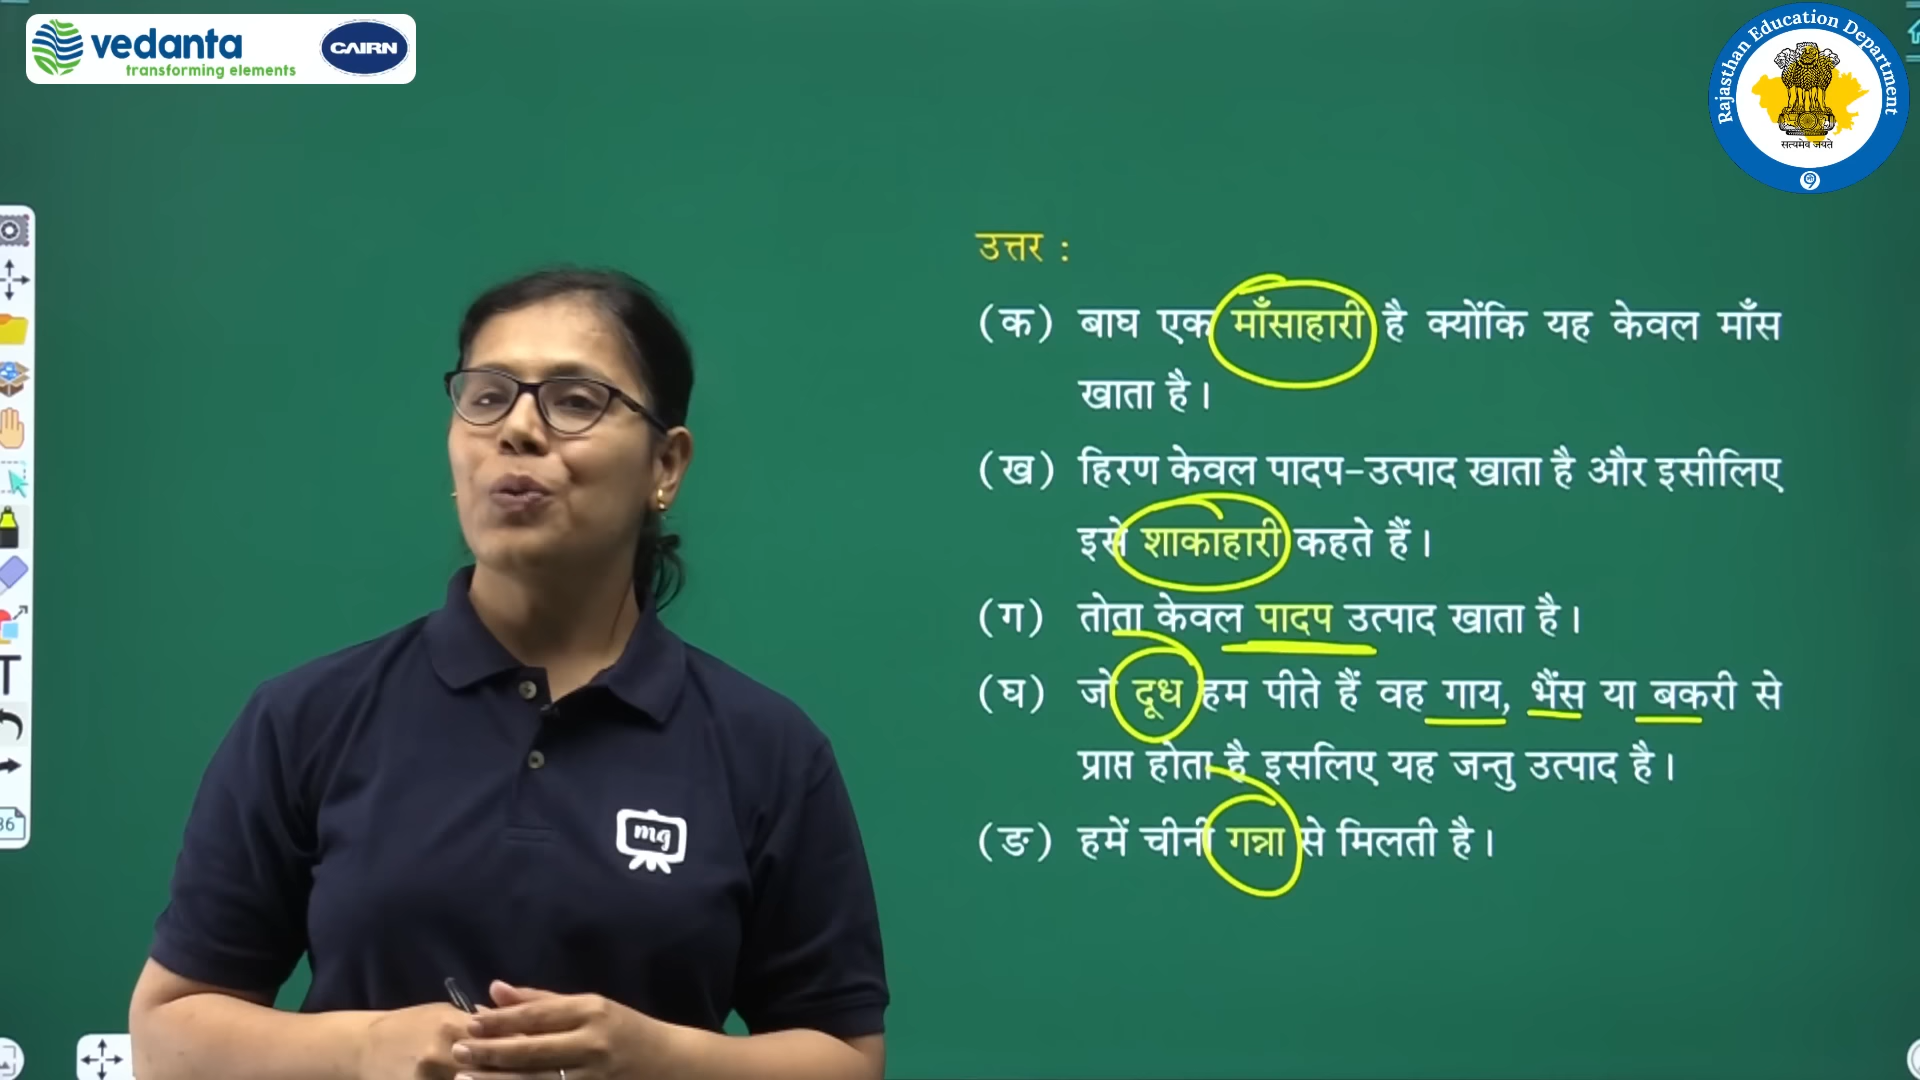 vedanta
transforming elements
CAIRN
Rajasthan Education Department
सत्यमेव जयते
उत्तर :
(क) बाघ एक माँसाहारी है क्योंकि यह केवल माँस
खाता है।
(ख) हिरण केवल पादप-उत्पाद खाता है और इसीलिए
इसे शाकाहारी कहते हैं।
(ग) तोता केवल पादप उत्पाद खाता है।
(घ) जो दूध हम पीते हैं वह गाय, भैंस या बकरी से
प्राप्त होता है इसलिए यह जन्तु उत्पाद है।
(ङ) हमें चीनी गन्ना से मिलती है।
mg
T
36